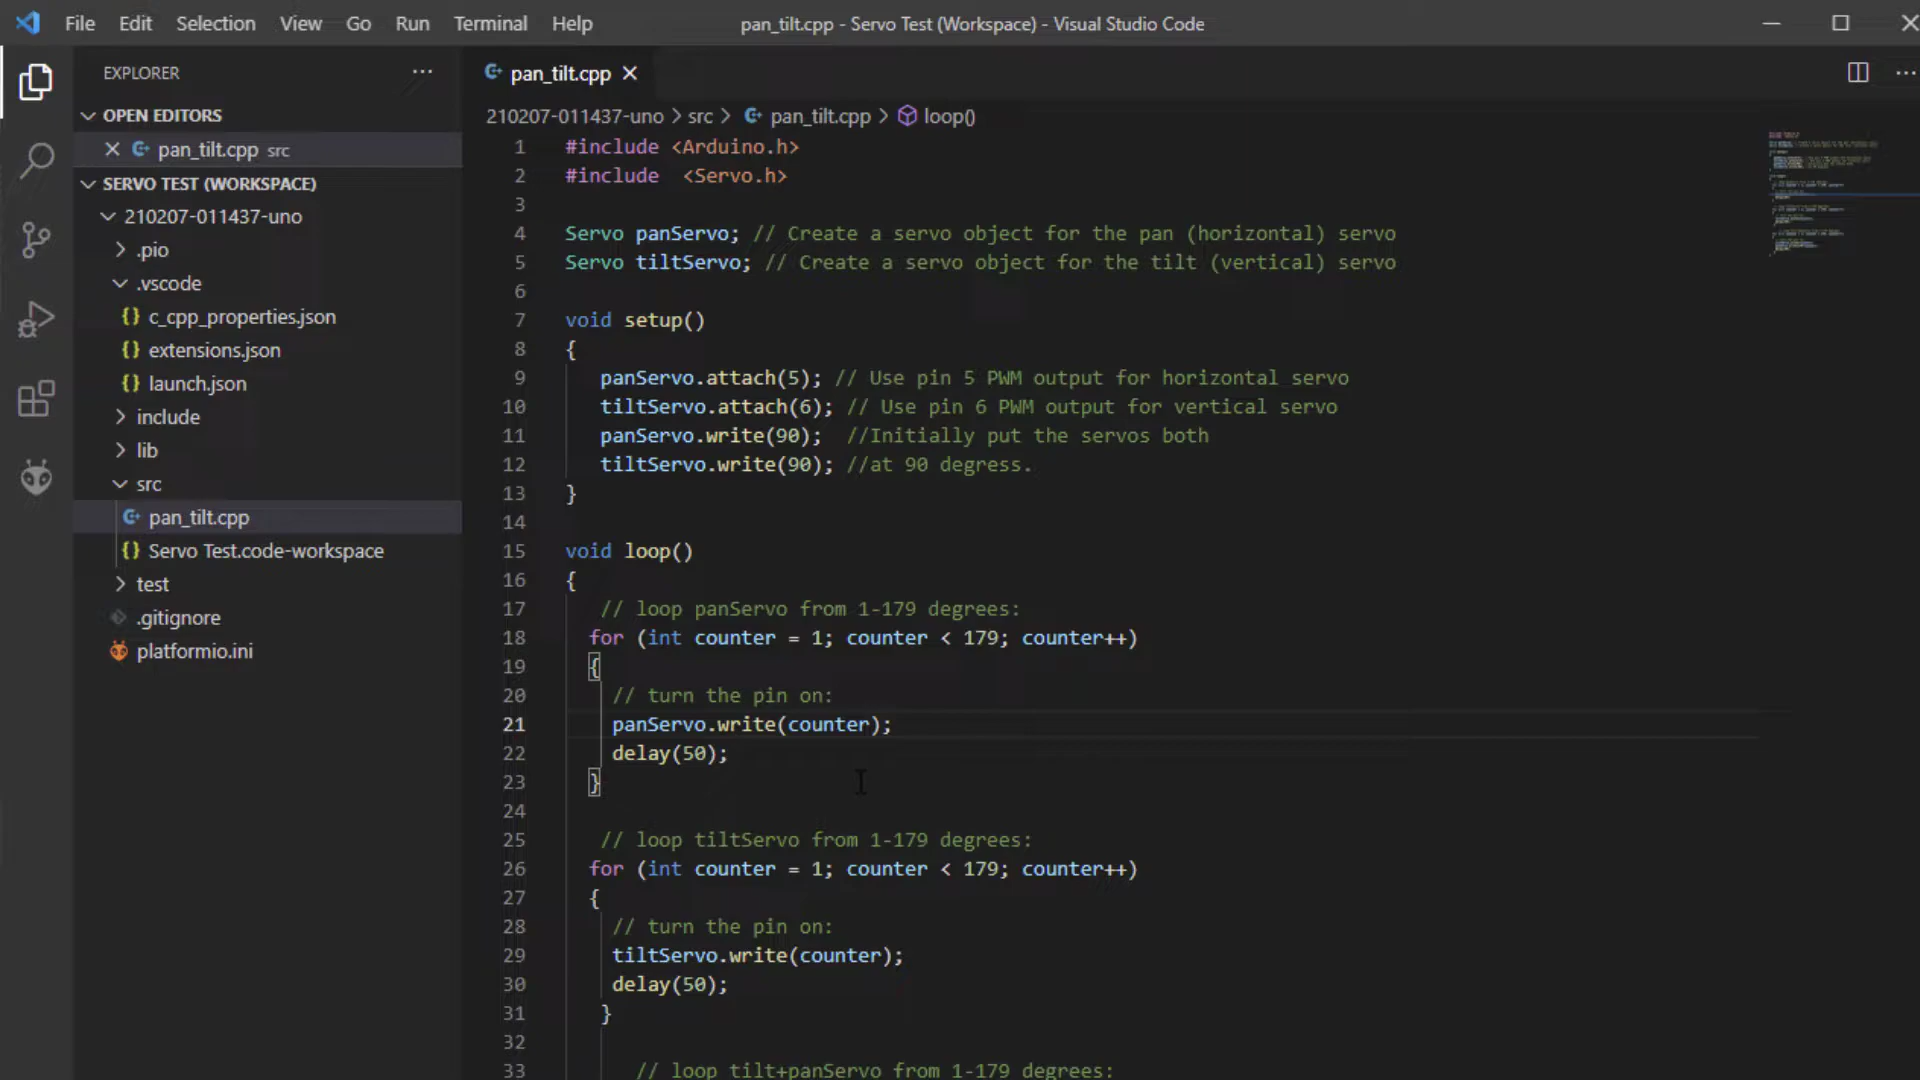 File Edit Selection View Go Run Terminal Help
pan_tilt.cpp - Servo Test (Workspace) - Visual Studio Code
EXPLORER
OPEN EDITORS
pan_tilt.cpp src
SERVO TEST (WORKSPACE)
210207-011437-uno
.pio
.vscode
{} c_cpp_properties.json
{} extensions.json
{} launch.json
include
lib
src
pan_tilt.cpp
{} Servo Test.code-workspace
test
.gitignore
platformio.ini
pan_tilt.cpp
210207-011437-uno > src > pan_tilt.cpp > loop()
1 #include <Arduino.h>
2 #include  <Servo.h>
3
4 Servo panServo; // Create a servo object for the pan (horizontal) servo
5 Servo tiltServo; // Create a servo object for the tilt (vertical) servo
6
7 void setup()
8 {
9    panServo.attach(5); // Use pin 5 PWM output for horizontal servo
10    tiltServo.attach(6); // Use pin 6 PWM output for vertical servo
11    panServo.write(90);  //Initially put the servos both
12    tiltServo.write(90); //at 90 degress.
13 }
14
15 void loop()
16 {
17    // loop panServo from 1-179 degrees:
18   for (int counter = 1; counter < 179; counter++)
19   {
20     // turn the pin on:
21     panServo.write(counter);
22     delay(50);
23   }
24
25    // loop tiltServo from 1-179 degrees:
26   for (int counter = 1; counter < 179; counter++)
27   {
28     // turn the pin on:
29     tiltServo.write(counter);
30     delay(50);
31    }
32
33       // loop tilt+panServo from 1-179 degrees: